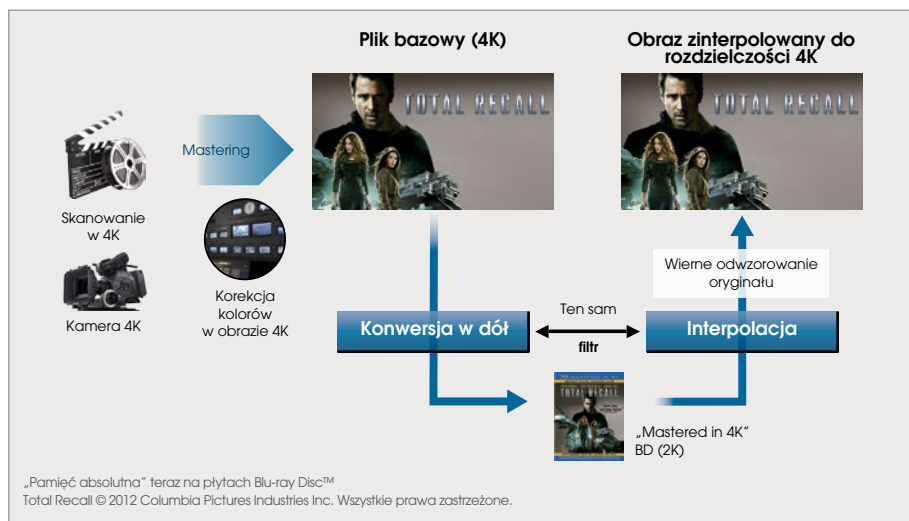 Plik bazowy (4K)
Obraz zinterpolowany do
rozdzielczości 4K
TOTAL RECALL
TOTAL RECALL
Mastering
Skanowanie
w 4K
Kamera 4K
Korekcja
kolorów
w obrazie 4K
Wierne odwzorowanie
oryginału
Konwersja w dół
Ten sam
filtr
Interpolacja
TOTAL RECALL
„Mastered in 4K”
BD (2K)
„Pamięć absolutna” teraz na płytach Blu-ray Disc™
Total Recall © 2012 Columbia Pictures Industries Inc. Wszystkie prawa zastrzeżone.